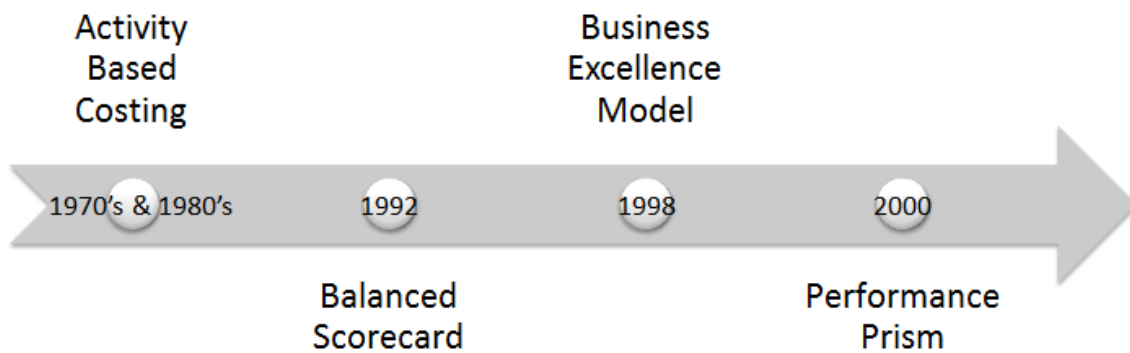 Activity
Based
Costing
Business
Excellence
Model
1970's & 1980's
1992
1998
2000
Balanced
Scorecard
Performance
Prism